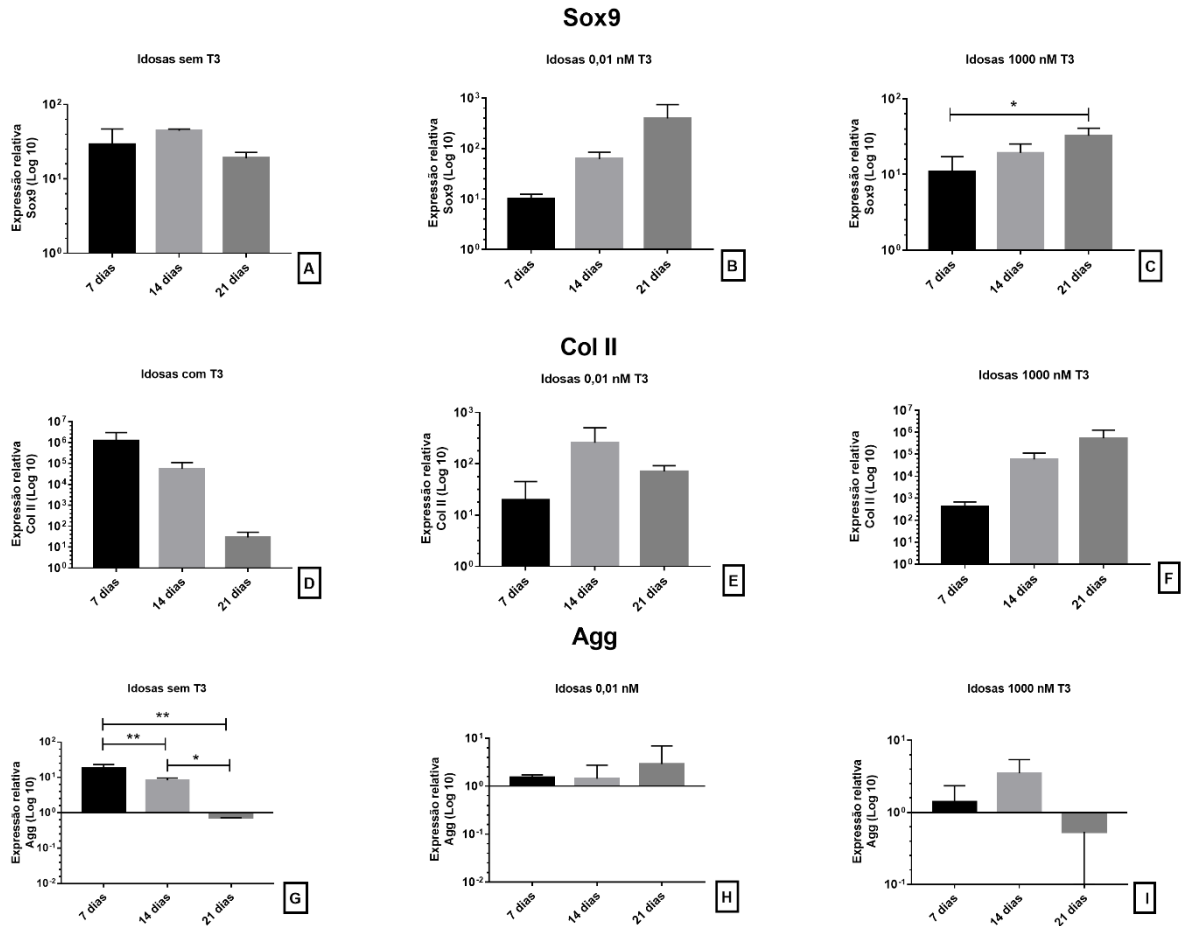 Sox9
Idosas sem T3
Expressão relativa
Sox9 (Log 10)
10²
10¹
10⁰
7 dias
14 dias
21 dias
A
Idosas 0,01 nM T3
Expressão relativa
Sox9 (Log 10)
10³
10²
10¹
10⁰
7 dias
14 dias
21 dias
B
Idosas 1000 nM T3
Expressão relativa
Sox9 (Log 10)
10²
10¹
10⁰
*
7 dias
14 dias
21 dias
C
Col II
Idosas com T3
Expressão relativa
Col II (Log 10)
10⁷
10⁶
10⁵
10⁴
10³
10²
10¹
10⁰
7 dias
14 dias
21 dias
D
Idosas 0,01 nM T3
Expressão relativa
Col II (Log 10)
10³
10²
10¹
10⁰
7 dias
14 dias
21 dias
E
Idosas 1000 nM T3
Expressão relativa
Col II (Log 10)
10⁷
10⁶
10⁵
10⁴
10³
10²
10¹
10⁰
7 dias
14 dias
21 dias
F
Agg
Idosas sem T3
Expressão relativa
Agg (Log 10)
10²
10¹
10⁰
10⁻¹
10⁻²
**
**
*
7 dias
14 dias
21 dias
G
Idosas 0,01 nM
Expressão relativa
Agg (Log 10)
10¹
10⁰
10⁻¹
10⁻²
7 dias
14 dias
21 dias
H
Idosas 1000 nM T3
Expressão relativa
Agg (Log 10)
10¹
10⁰
10⁻¹
7 dias
14 dias
21 dias
I